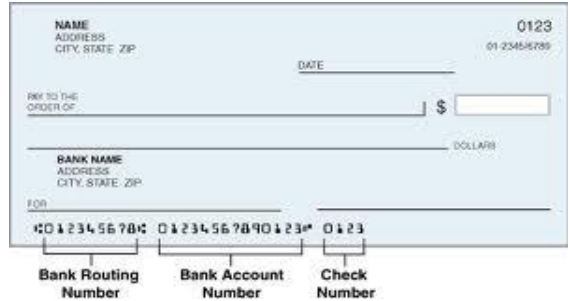 NAME 0123
ADDRESS 01-2345/6789
CITY, STATE ZIP
DATE
PAY TO THE
ORDER OF $
DOLLARS
BANK NAME
ADDRESS
CITY, STATE ZIP
FOR
⑆012345678⑆ 01234567890123⑈ 0123
Bank Routing Bank Account Check
Number Number Number